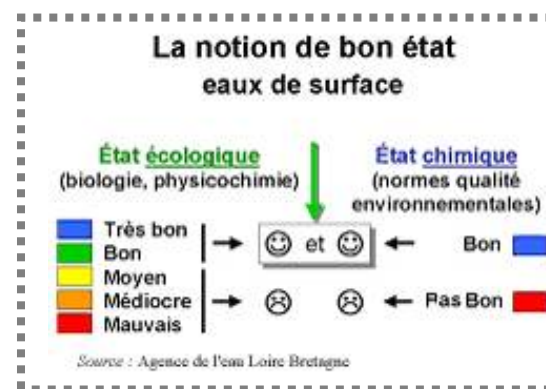 La notion de bon état
eaux de surface
État écologique
(biologie, physicochimie)
État chimique
(normes qualité
environnementales)
Très bon
Bon
Moyen
Médiocre
Mauvais
et
Bon
Pas Bon
Source : Agence de l'eau Loire Bretagne